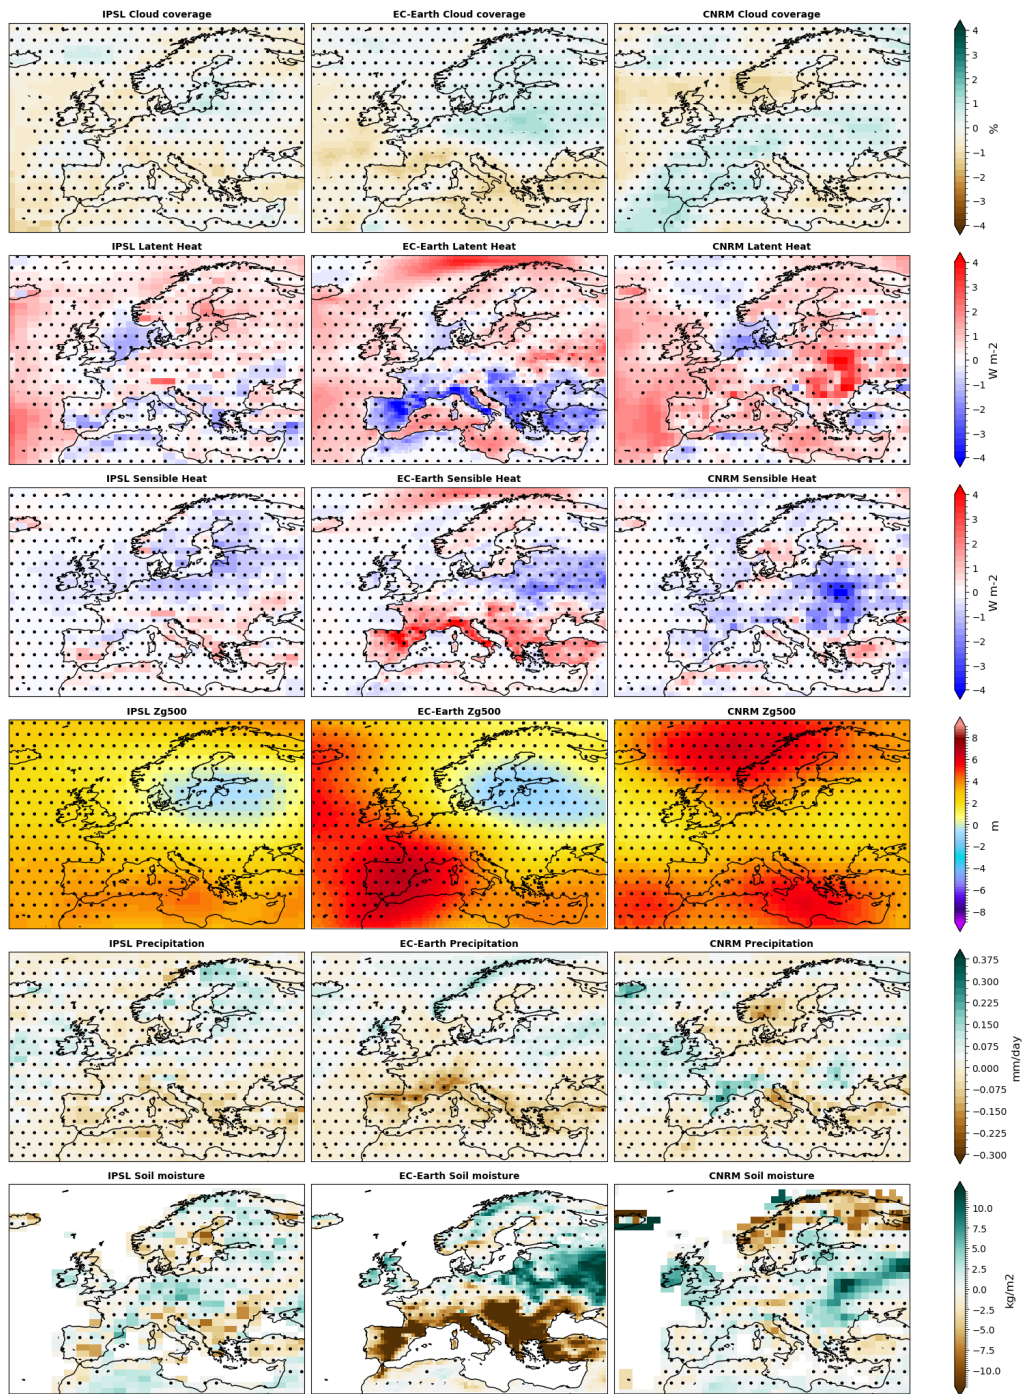 IPSL Cloud coverage
EC-Earth Cloud coverage
CNRM Cloud coverage
4
3
2
1
0
−1
−2
−3
−4
%
IPSL Latent Heat
EC-Earth Latent Heat
CNRM Latent Heat
4
3
2
1
0
−1
−2
−3
−4
W m-2
IPSL Sensible Heat
EC-Earth Sensible Heat
CNRM Sensible Heat
4
3
2
1
0
−1
−2
−3
−4
W m-2
IPSL Zg500
EC-Earth Zg500
CNRM Zg500
8
6
4
2
0
−2
−4
−6
−8
m
IPSL Precipitation
EC-Earth Precipitation
CNRM Precipitation
0.375
0.300
0.225
0.150
0.075
0.000
−0.075
−0.150
−0.225
−0.300
mm/day
IPSL Soil moisture
EC-Earth Soil moisture
CNRM Soil moisture
10.0
7.5
5.0
2.5
0.0
−2.5
−5.0
−7.5
−10.0
kg/m2